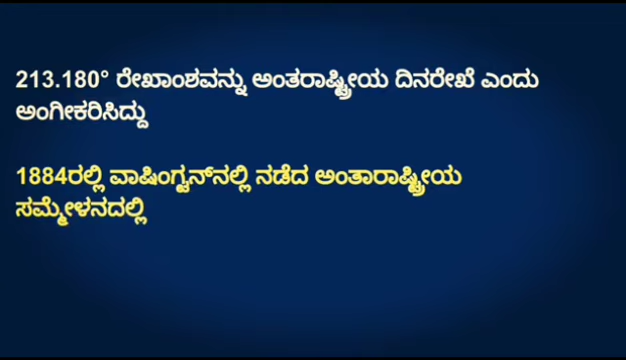 213.180° ರೇಖಾಂಶವನ್ನು ಅಂತರಾಷ್ಟ್ರೀಯ ದಿನರೇಖೆ ಎಂದು
ಅಂಗೀಕರಿಸಿದ್ದು
1884ರಲ್ಲಿ ವಾಷಿಂಗ್ಟನ್‌ನಲ್ಲಿ ನಡೆದ ಅಂತಾರಾಷ್ಟ್ರೀಯ
ಸಮ್ಮೇಳನದಲ್ಲಿ